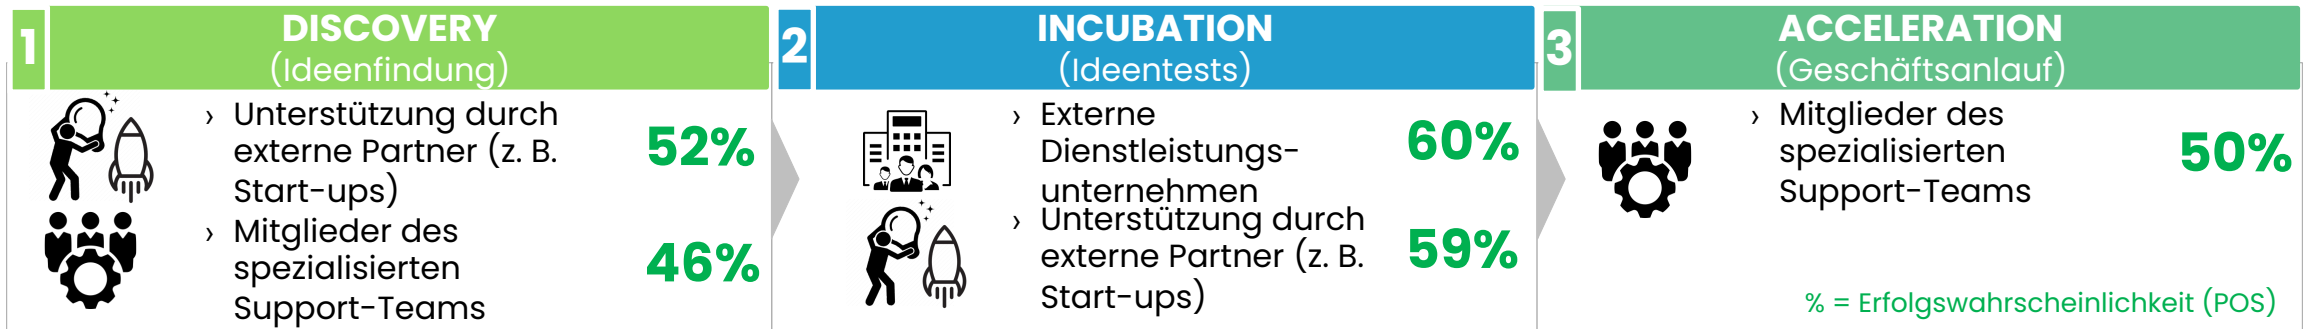 1
DISCOVERY
(Ideenfindung)
› Unterstützung durch
externe Partner (z. B.
Start-ups)
52%
› Mitglieder des
spezialisierten
Support-Teams
46%
2
INCUBATION
(Ideentests)
› Externe
Dienstleistungs-
unternehmen
60%
› Unterstützung durch
externe Partner (z. B.
Start-ups)
59%
3
ACCELERATION
(Geschäftsanlauf)
› Mitglieder des
spezialisierten
Support-Teams
50%
% = Erfolgswahrscheinlichkeit (POS)